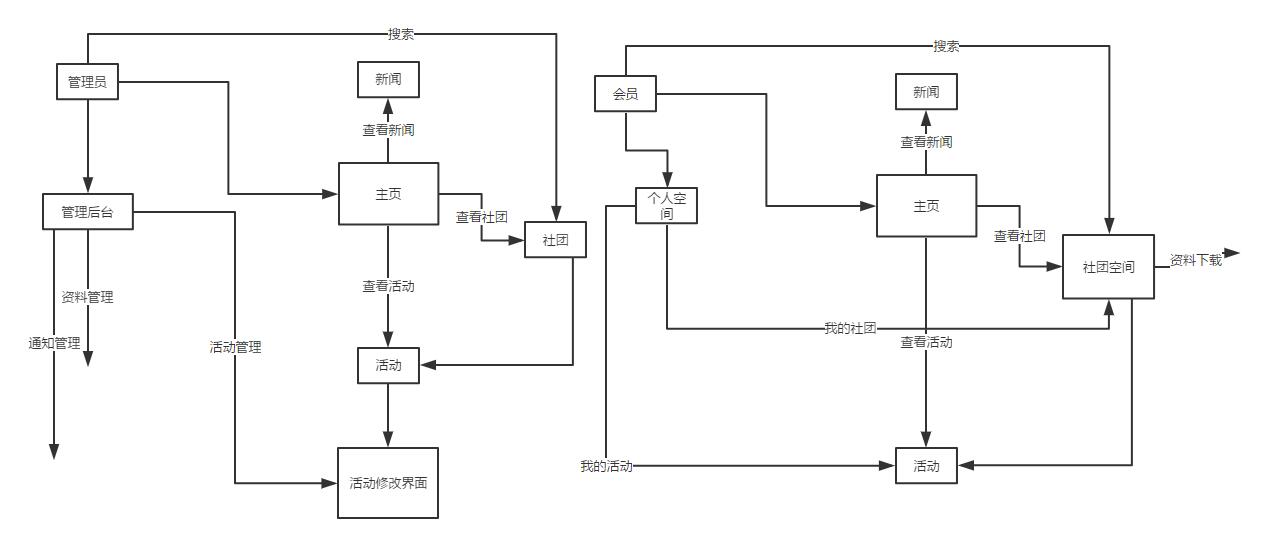 搜索
管理员
新闻
查看新闻
主页
管理后台
查看社团
社团
查看活动
资料管理
通知管理
活动管理
活动
活动修改界面
搜索
会员
新闻
查看新闻
个人空
间
主页
查看社团
社团空间
资料下载
我的社团
查看活动
我的活动
活动